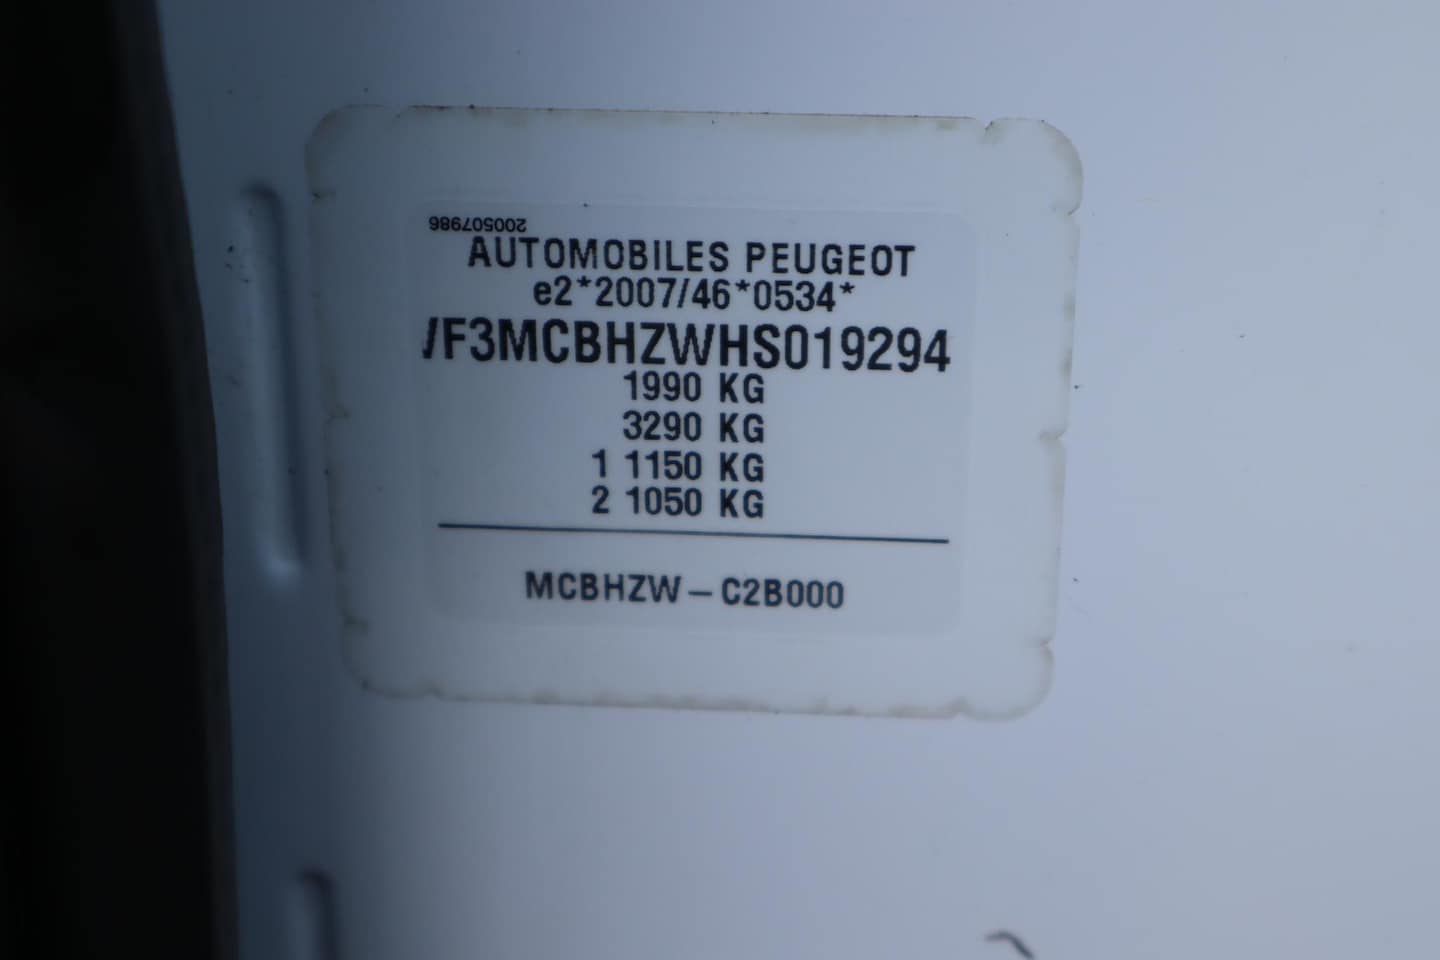 200507986
AUTOMOBILES PEUGEOT
e2*2007/46*0534*
VF3MCBHZWHS019294
1990 KG
3290 KG
1 1150 KG
2 1050 KG
MCBHZW – C2B000